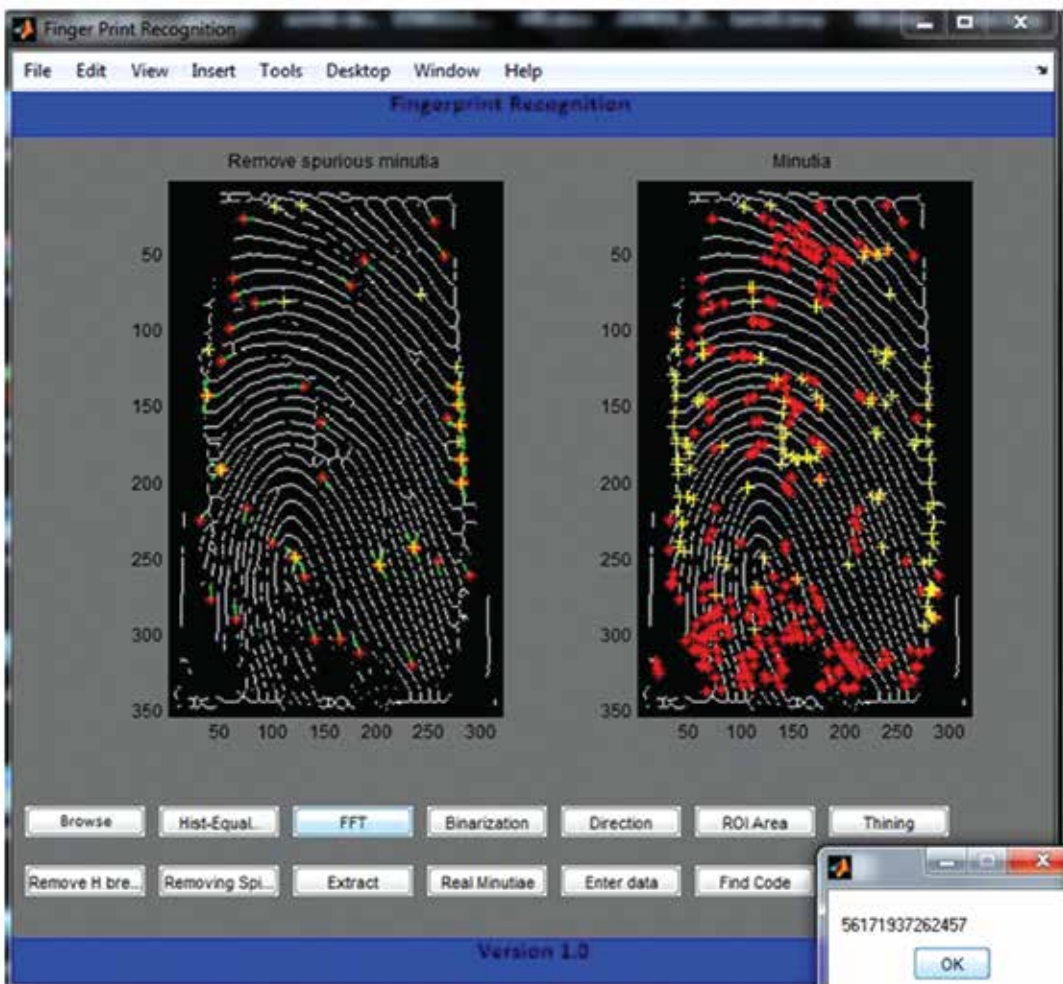 Finger Print Recognition
File Edit View Insert Tools Desktop Window Help
Fingerprint Recognition
Remove spurious minutia
Minutia
50
100
150
200
250
300
350
50 100 150 200 250 300
50
100
150
200
250
300
350
50 100 150 200 250 300
Browse Hist-Equal.. FFT Binarization Direction ROI Area Thining
Remove H bre... Removing Spi... Extract Real Minutiae Enter data Find Code
56171937262457
OK
Version 1.0